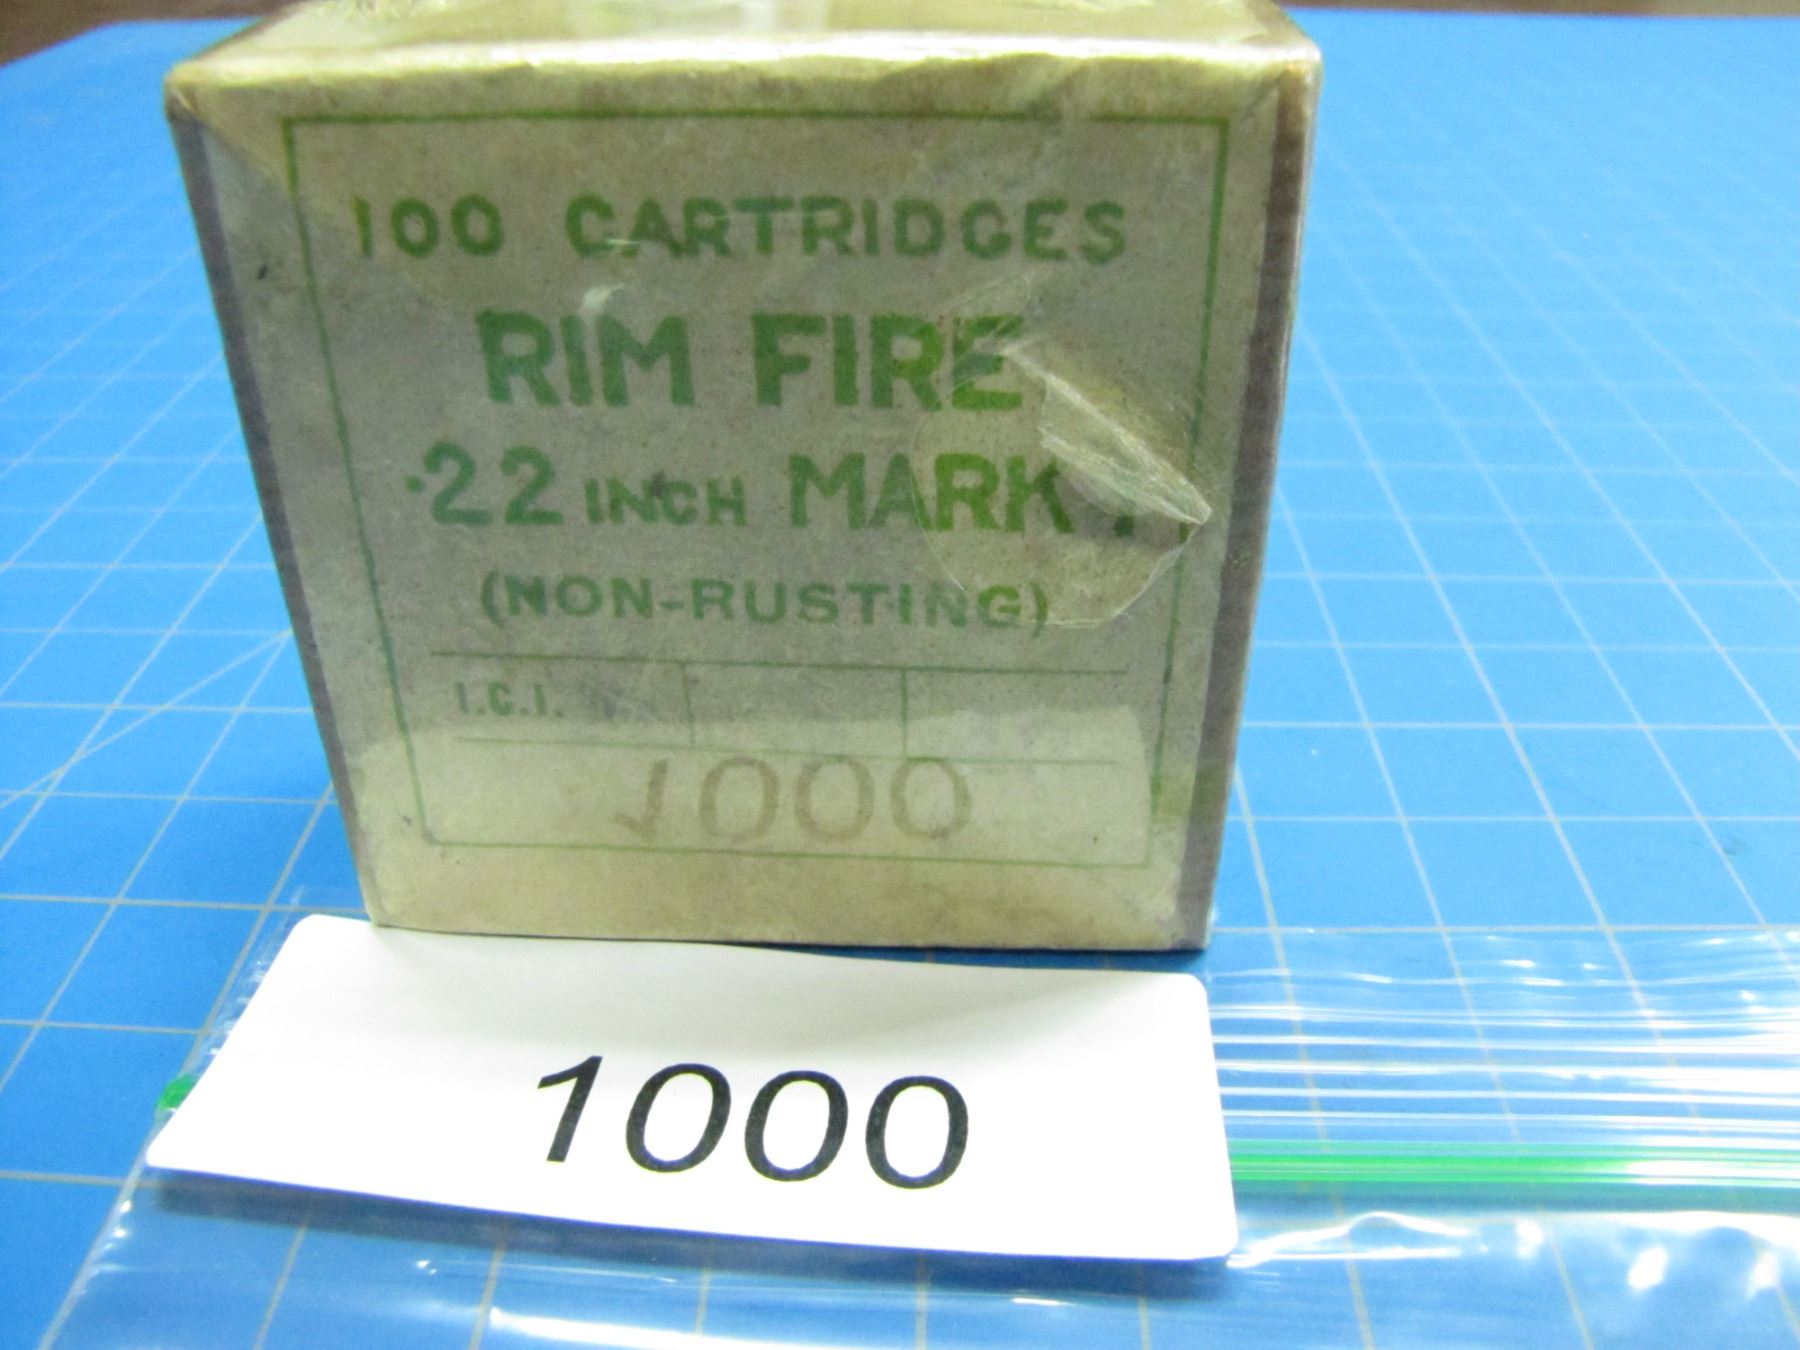 100 CARTRIDGES
RIM FIRE
·22 INCH MARK
(NON-RUSTING)
I.C.I.
1000
1000